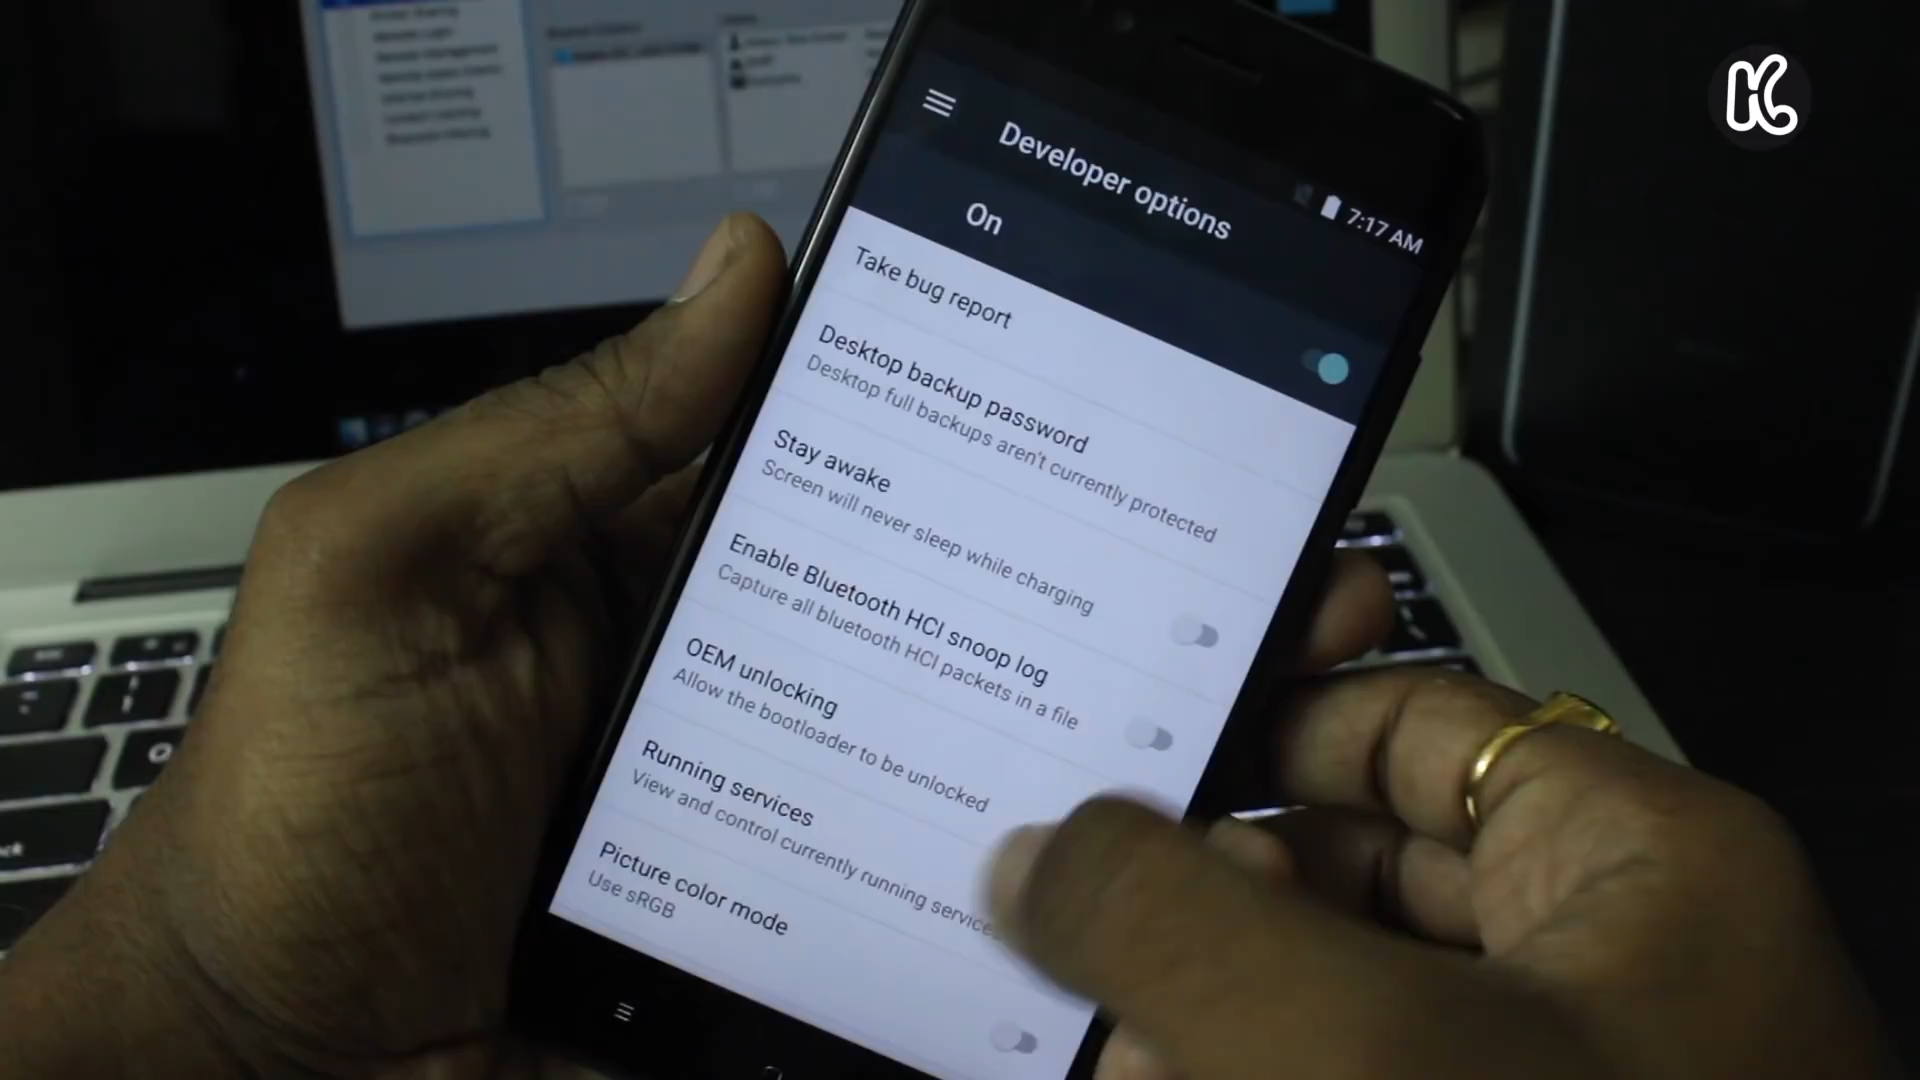 7:17 AM
Developer options
On
Take bug report
Desktop backup password
Desktop full backups aren't currently protected
Stay awake
Screen will never sleep while charging
Enable Bluetooth HCI snoop log
Capture all bluetooth HCI packets in a file
OEM unlocking
Allow the bootloader to be unlocked
Running services
View and control currently running services
Picture color mode
Use sRGB